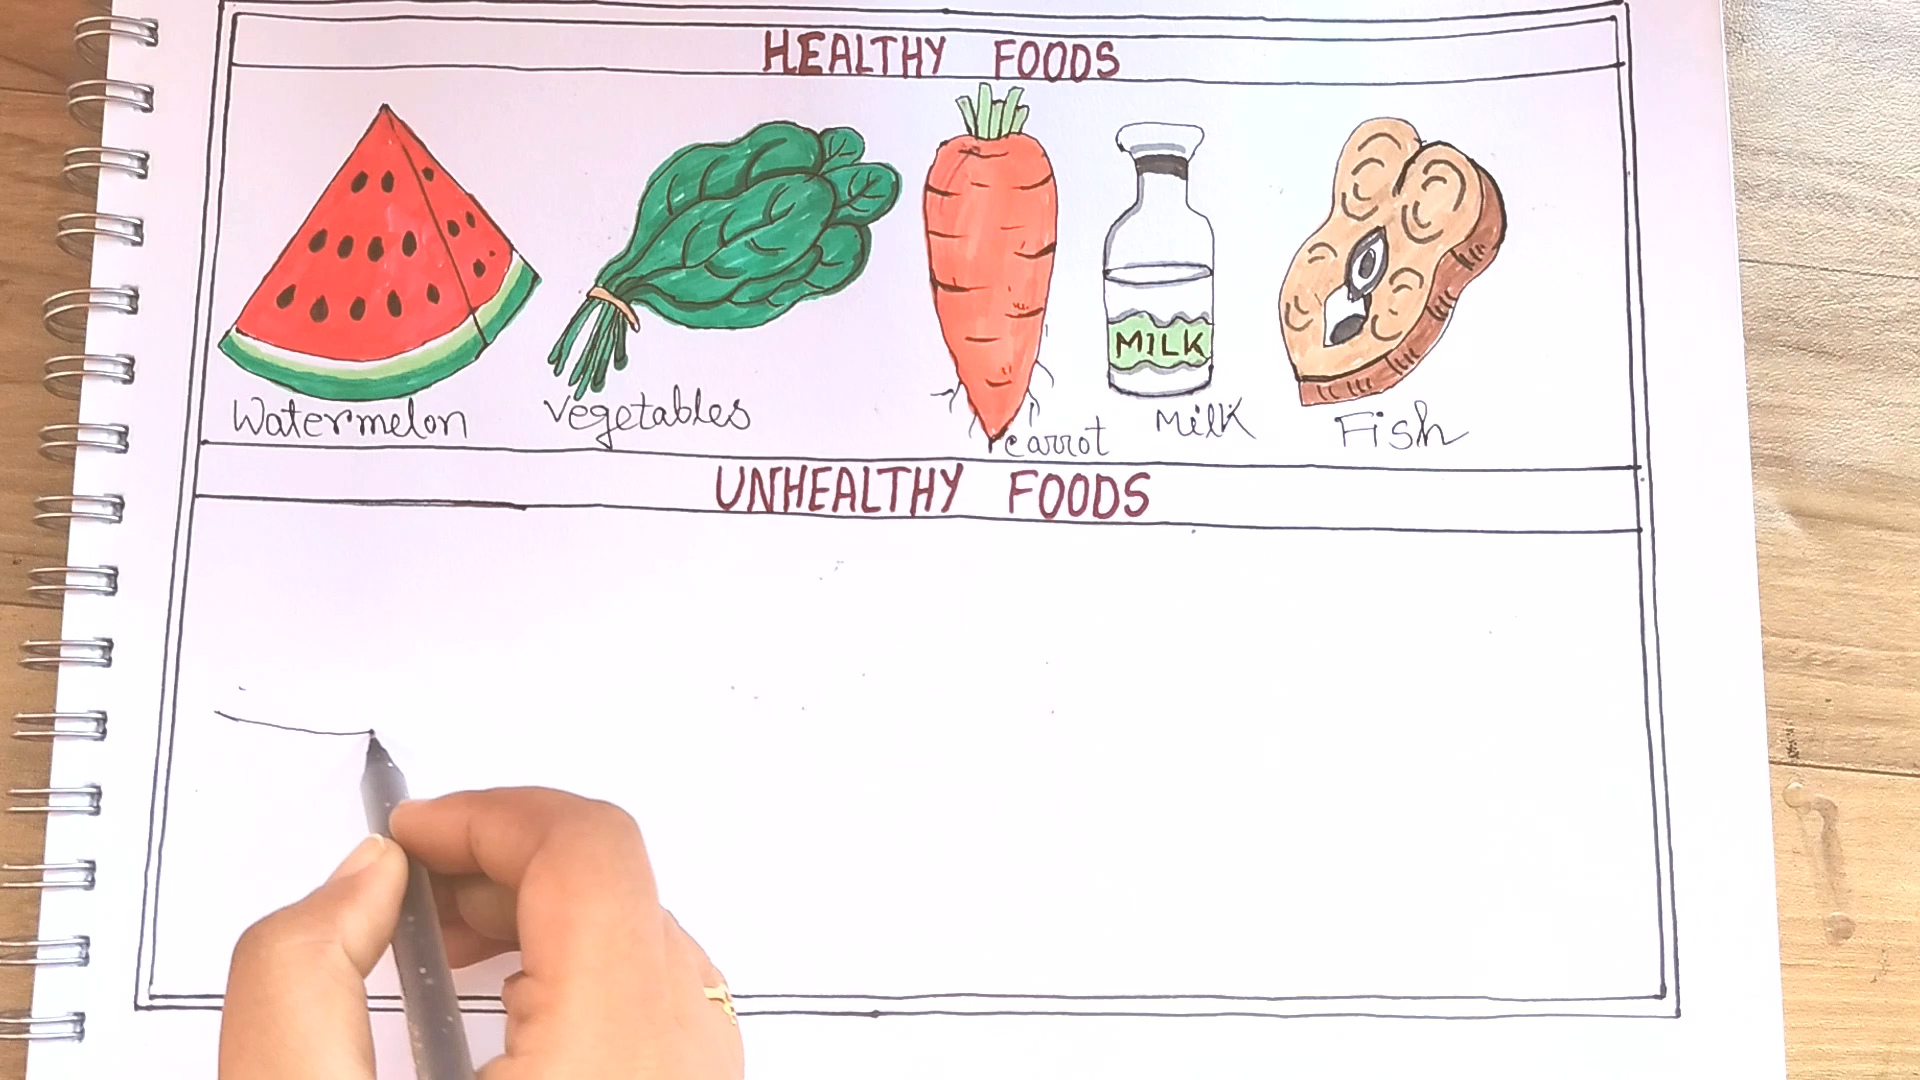 HEALTHY FOODS
MILK
Watermelon
Vegetables
carrot
Milk
Fish
UNHEALTHY FOODS